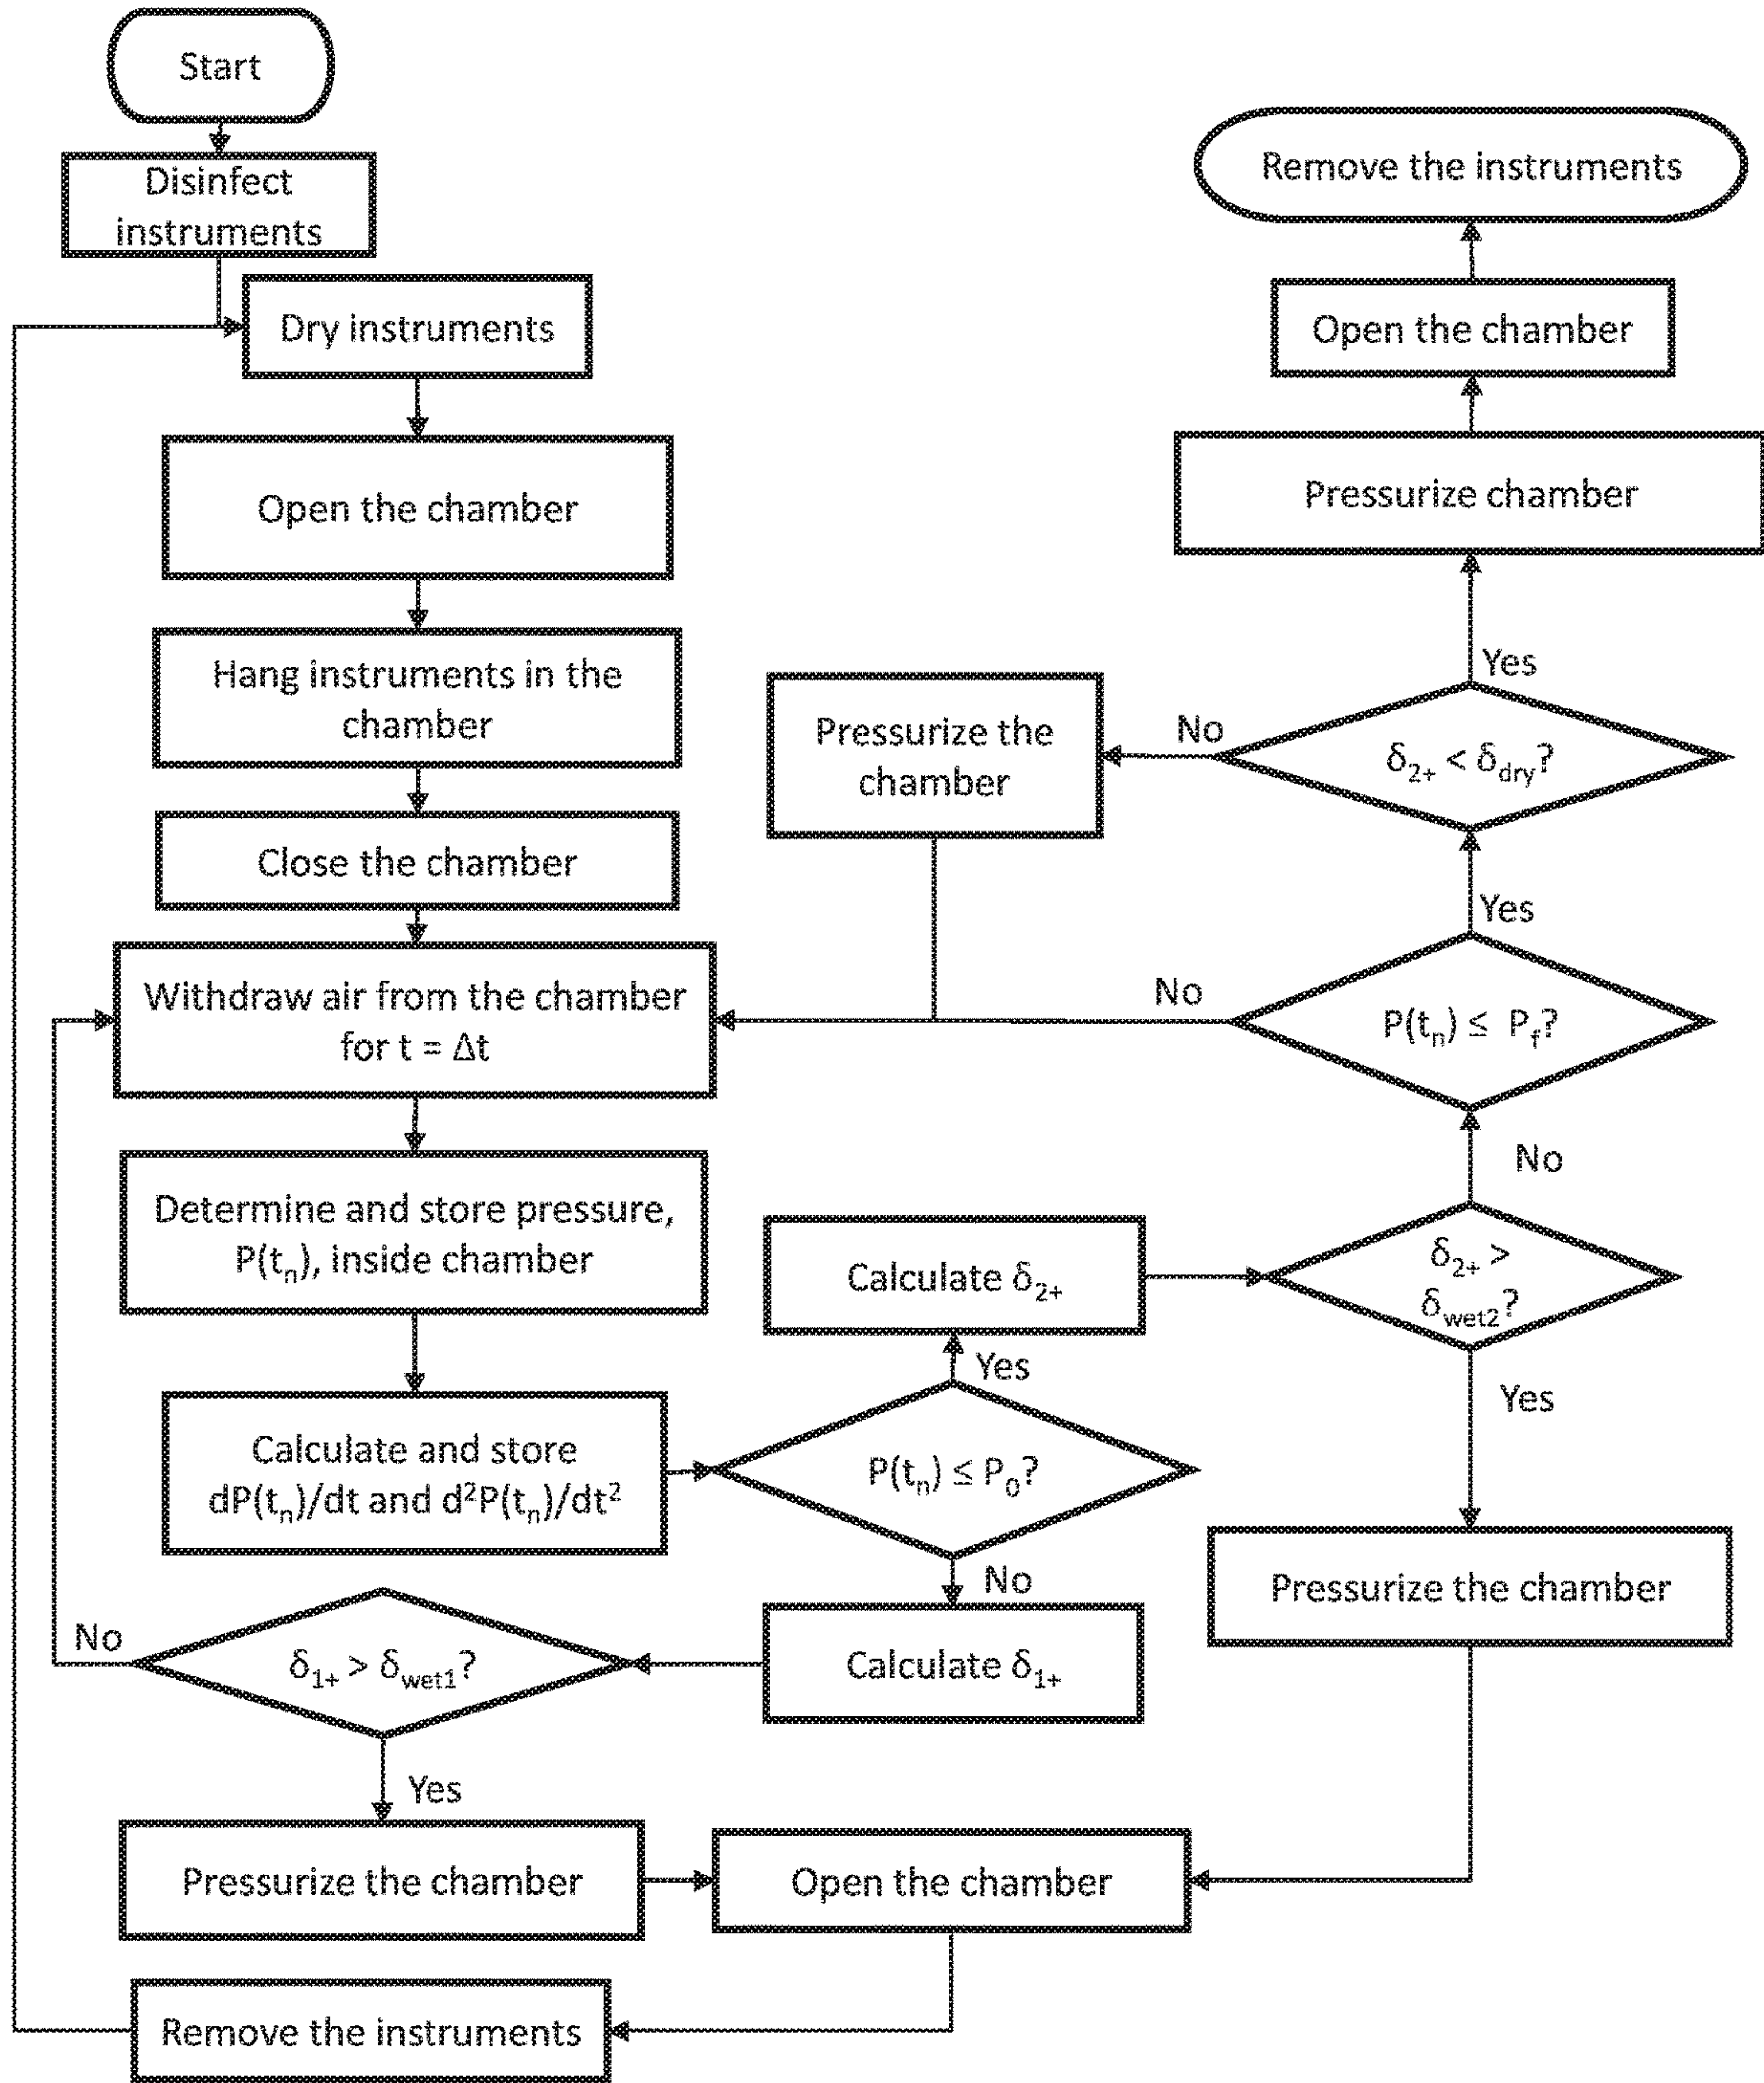 Start
Disinfect
instruments
Dry instruments
Open the chamber
Hang instruments in the
chamber
Close the chamber
Withdraw air from the chamber
for t = Δt
Determine and store pressure,
P(tₙ), inside chamber
Calculate and store
dP(tₙ)/dt and d²P(tₙ)/dt²
P(tₙ) ≤ P₀?
Yes
No
Calculate δ₁₊
δ₁₊ > δwet1?
No
Yes
Pressurize the chamber
Open the chamber
Remove the instruments
Calculate δ₂₊
δ₂₊ >
δwet2?
Yes
Pressurize the chamber
No
P(tₙ) ≤ Pf?
No
Yes
δ₂₊ < δdry?
No
Pressurize the
chamber
Yes
Pressurize chamber
Open the chamber
Remove the instruments